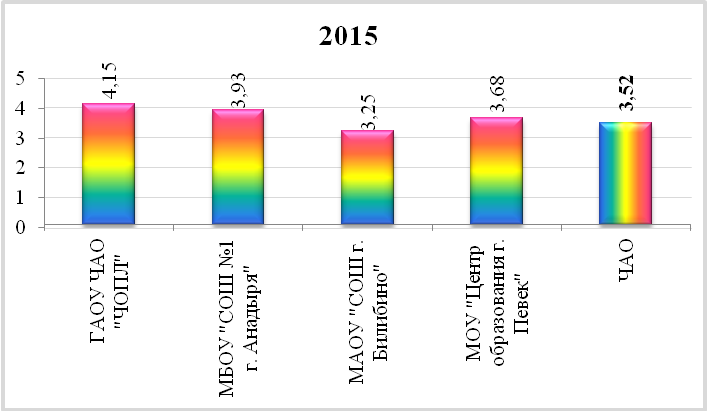 2015
5
4
3
2
1
0
4,15
3,93
3,25
3,68
3,52
ГАОУ ЧАО
"ЧОПЛ"
МБОУ "СОШ №1
г. Анадыря"
МАОУ "СОШ г.
Билибино"
МОУ "Центр
образования г.
Певек"
ЧАО